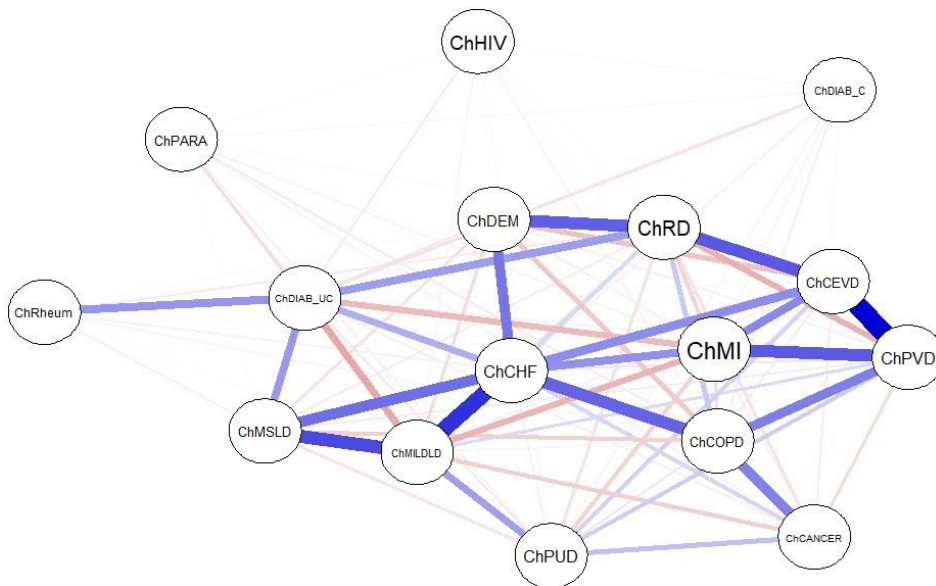 ChHIV
ChDIAB_C
ChPARA
ChDEM
ChRD
ChCEVD
ChDIAB_UC
ChRheum
ChMI
ChPVD
ChCHF
ChMSLD
ChMILDLD
ChCOPD
ChCANCER
ChPUD